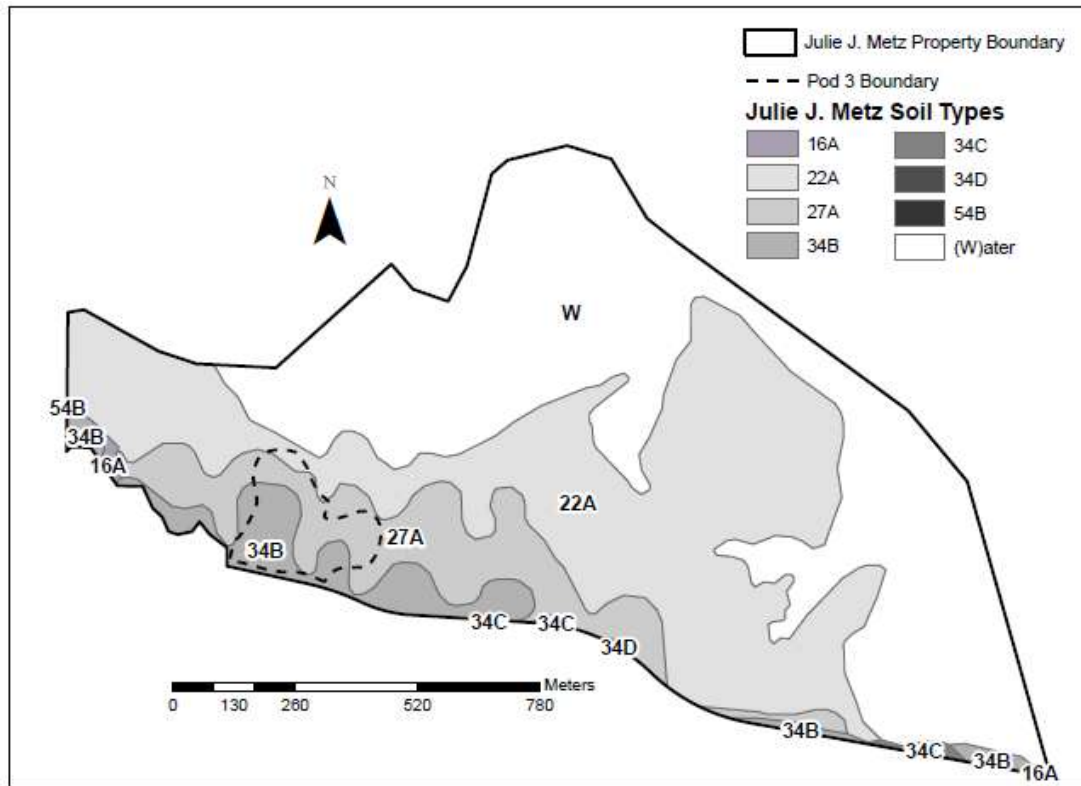 Julie J. Metz Property Boundary
Pod 3 Boundary
Julie J. Metz Soil Types
16A 34C
22A 34D
27A 54B
34B (W)ater
N
W
54B
34B
16A
22A
27A
34B
34C 34C
34D
Meters
0 130 260 520 780
34B
34C
34B
16A